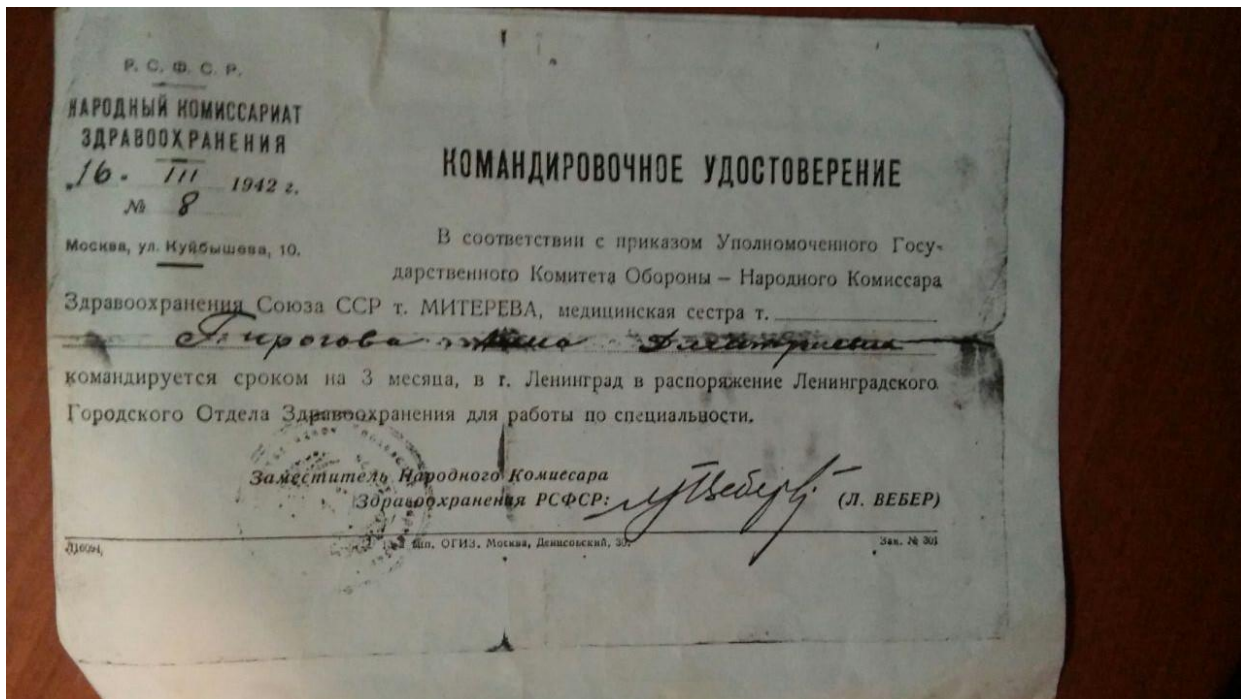 Р. С. Ф. С. Р.
НАРОДНЫЙ КОМИССАРИАТ
ЗДРАВООХРАНЕНИЯ
16. III 1942 г.
№ 8
Москва, ул. Куйбышева, 10.
КОМАНДИРОВОЧНОЕ УДОСТОВЕРЕНИЕ
В соответствии с приказом Уполномоченного Госу-
дарственного Комитета Обороны — Народного Комиссара
Здравоохранения Союза ССР т. МИТЕРЕВА, медицинская сестра т.
Пирогова
командируется сроком на 3 месяца, в г. Ленинград в распоряжение Ленинградского
Городского Отдела Здравоохранения для работы по специальности.
Заместитель Народного Комиссара
Здравоохранения РСФСР: (Л. ВЕБЕР)
тип. ОГИЗ. Москва, Денисовский, 30.
Зак. № 301